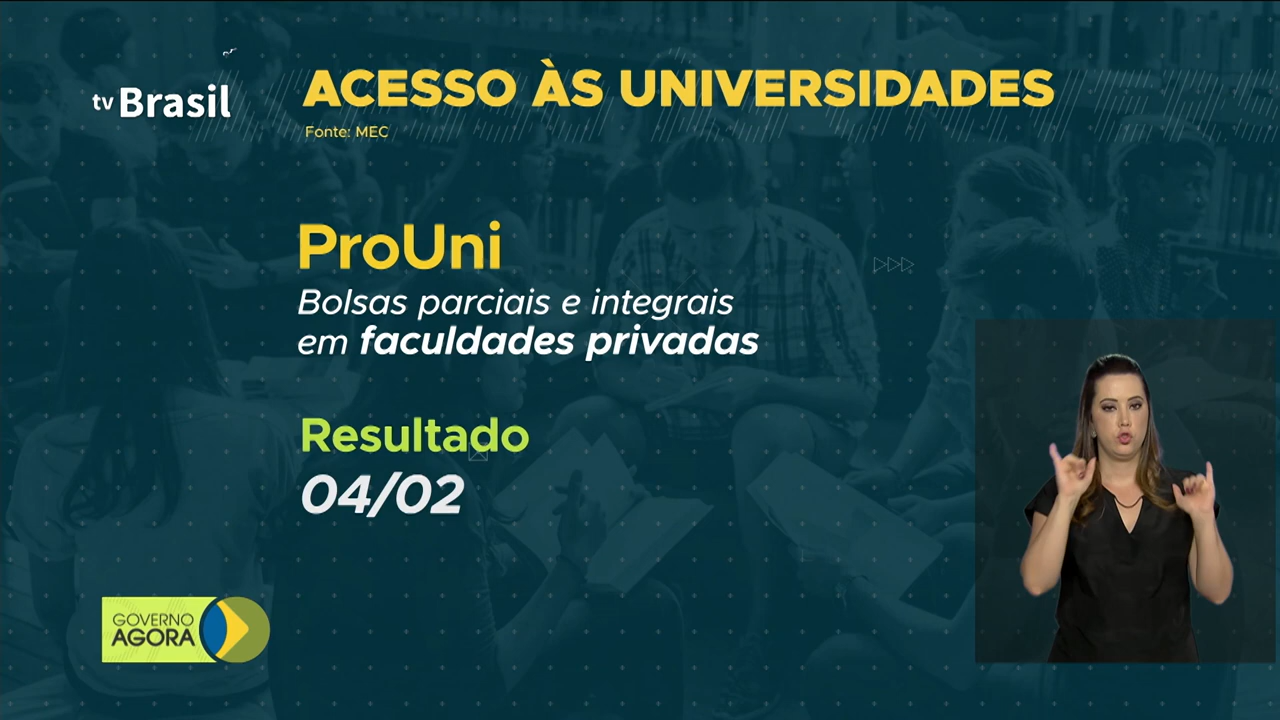 tv Brasil
ACESSO ÀS UNIVERSIDADES
Fonte: MEC
ProUni
Bolsas parciais e integrais
em faculdades privadas
Resultado
04/02
GOVERNO
AGORA